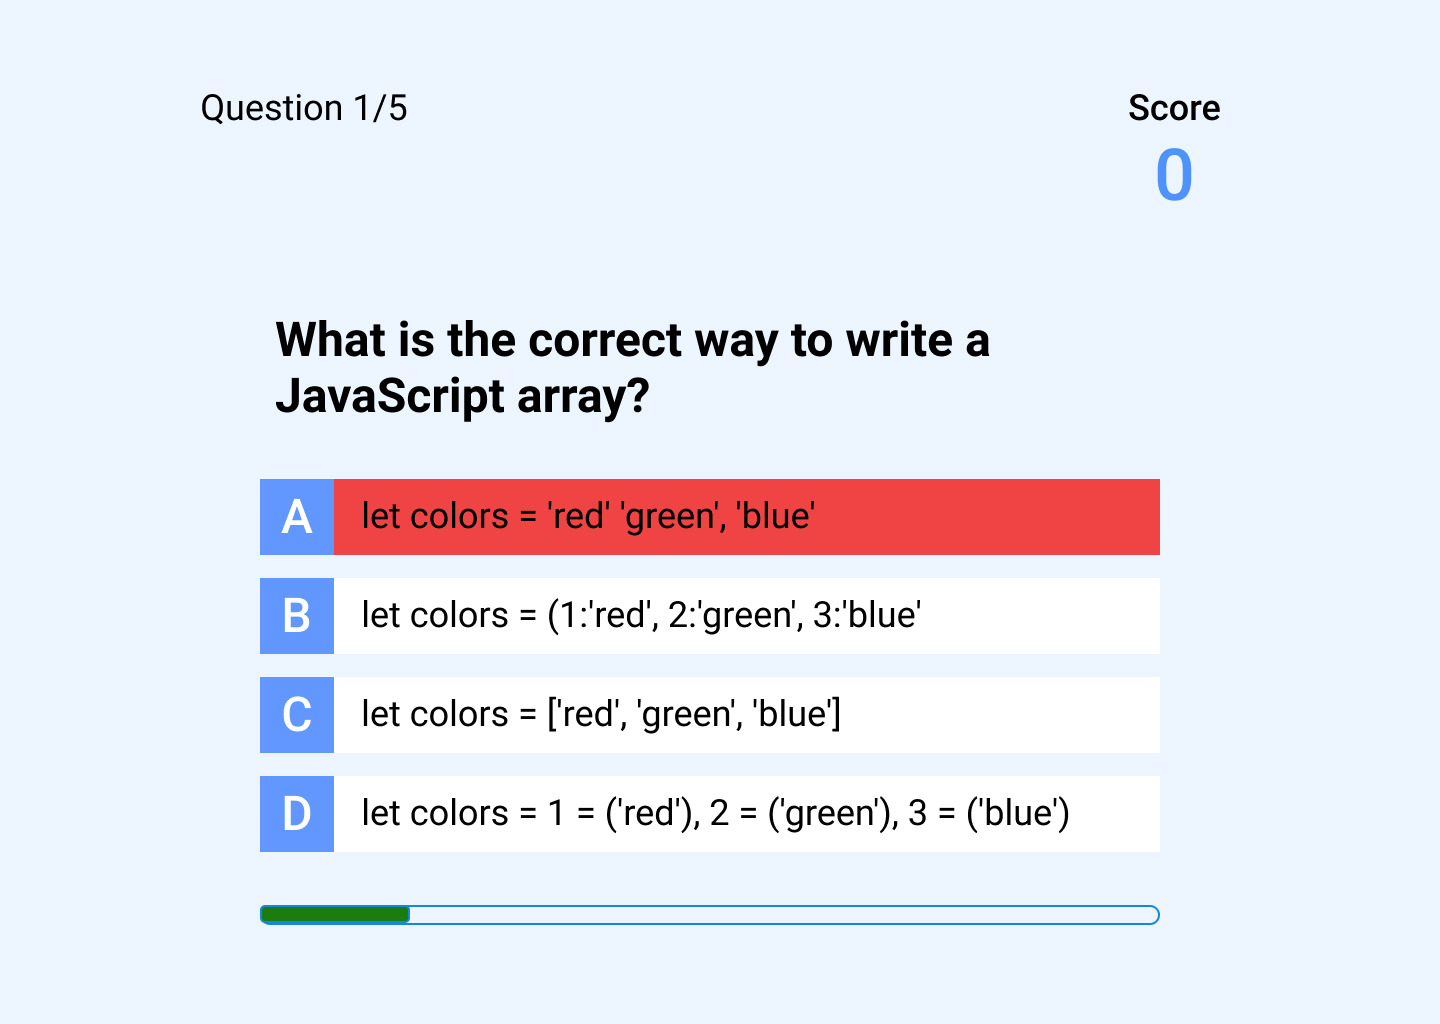 Question 1/5
Score
0
What is the correct way to write a
JavaScript array?
A let colors = 'red' 'green', 'blue'
B let colors = (1:'red', 2:'green', 3:'blue'
C let colors = ['red', 'green', 'blue']
D let colors = 1 = ('red'), 2 = ('green'), 3 = ('blue')